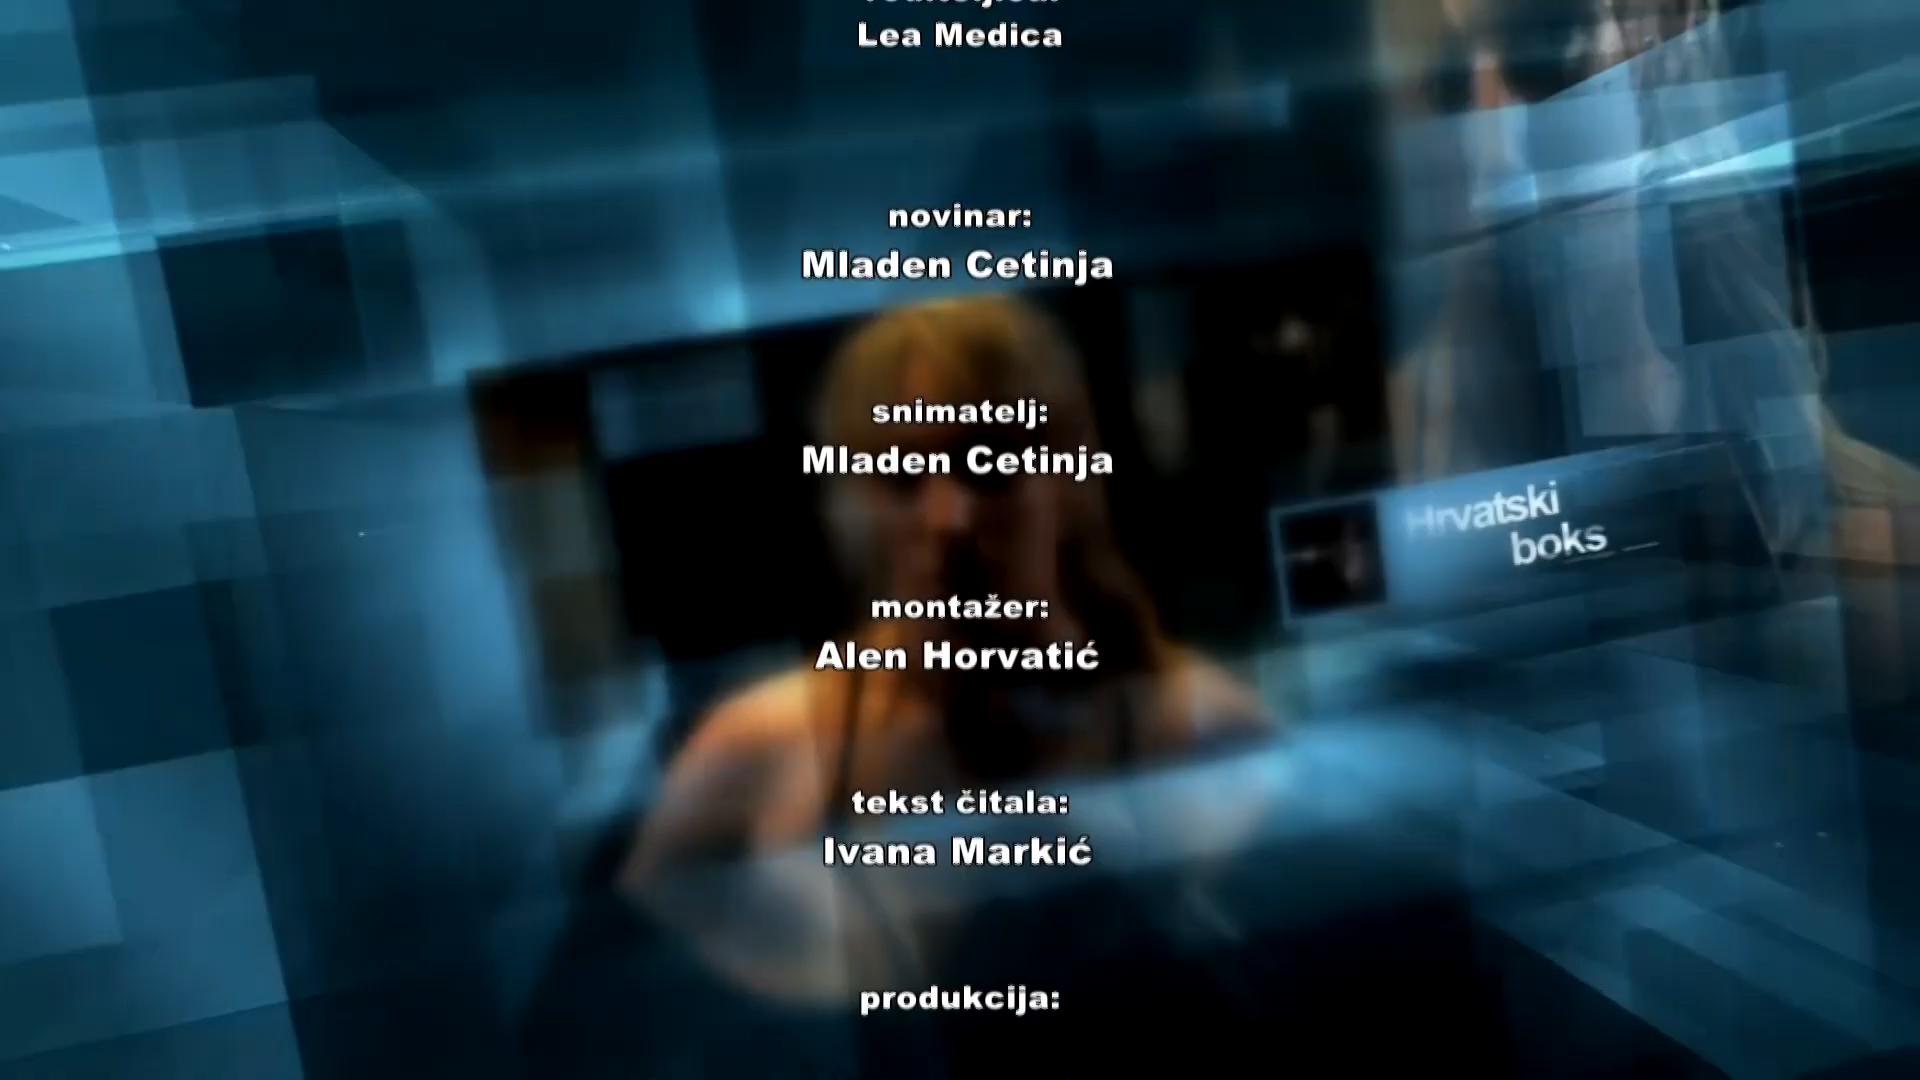 Lea Medica
novinar:
Mladen Cetinja
snimatelj:
Mladen Cetinja
Hrvatski
boks
montažer:
Alen Horvatić
tekst čitala:
Ivana Markić
produkcija: